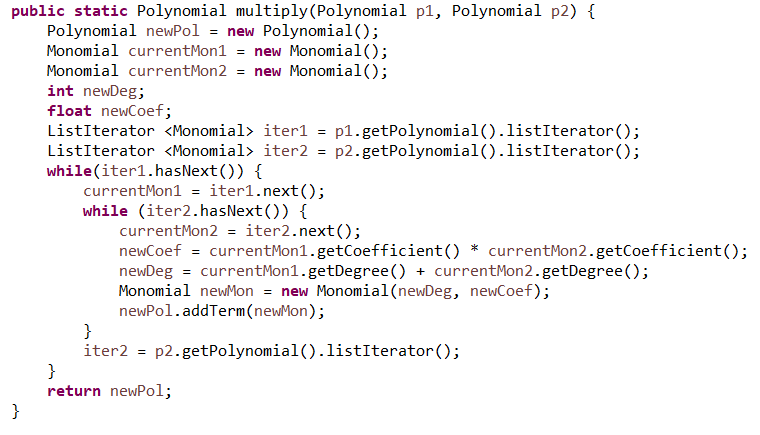 public static Polynomial multiply(Polynomial p1, Polynomial p2) {
    Polynomial newPol = new Polynomial();
    Monomial currentMon1 = new Monomial();
    Monomial currentMon2 = new Monomial();
    int newDeg;
    float newCoef;
    ListIterator <Monomial> iter1 = p1.getPolynomial().listIterator();
    ListIterator <Monomial> iter2 = p2.getPolynomial().listIterator();
    while(iter1.hasNext()) {
        currentMon1 = iter1.next();
        while (iter2.hasNext()) {
            currentMon2 = iter2.next();
            newCoef = currentMon1.getCoefficient() * currentMon2.getCoefficient();
            newDeg = currentMon1.getDegree() + currentMon2.getDegree();
            Monomial newMon = new Monomial(newDeg, newCoef);
            newPol.addTerm(newMon);
        }
        iter2 = p2.getPolynomial().listIterator();
    }
    return newPol;
}